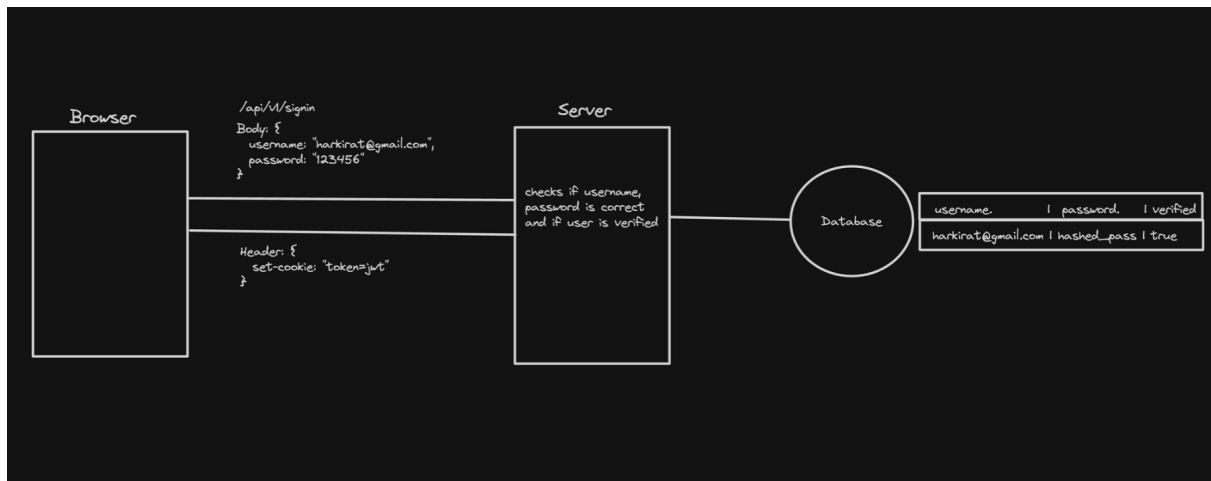 Browser
/api/v1/signin
Body: {
username: "harkirat@gmail.com",
password: "123456"
}
Header: {
set-cookie: "token=jwt"
}
Server
checks if username,
password is correct
and if user is verified
Database
username. | password. | verified
harkirat@gmail.com | hashed_pass | true